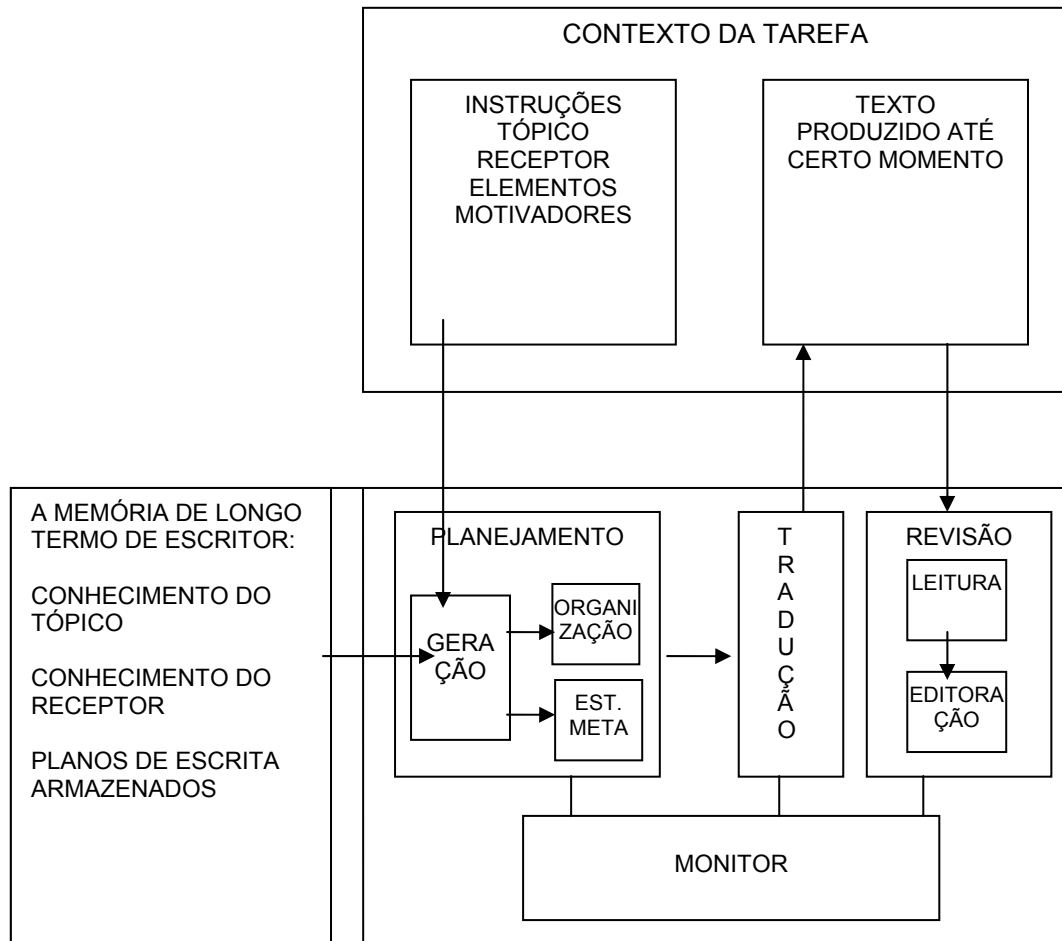 CONTEXTO DA TAREFA
INSTRUÇÕES
TÓPICO
RECEPTOR
ELEMENTOS
MOTIVADORES
TEXTO
PRODUZIDO ATÉ
CERTO MOMENTO
A MEMÓRIA DE LONGO
TERMO DE ESCRITOR:
CONHECIMENTO DO
TÓPICO
CONHECIMENTO DO
RECEPTOR
PLANOS DE ESCRITA
ARMAZENADOS
PLANEJAMENTO
GERA
ÇÃO
ORGANI
ZAÇÃO
EST.
META
T
R
A
D
U
Ç
Ã
O
REVISÃO
LEITURA
EDITORA
ÇÃO
MONITOR